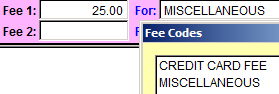 Fee 1: 25.00 For: MISCELLANEOUS
Fee 2:
Fee Codes
CREDIT CARD FEE
MISCELLANEOUS